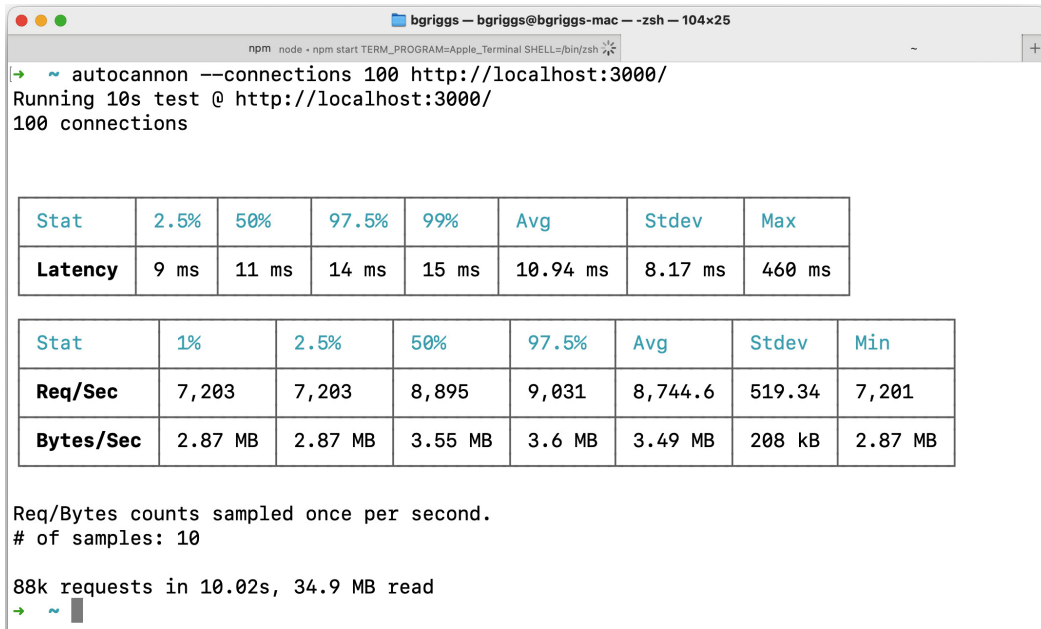 bgriggs — bgriggs@bgriggs-mac — -zsh — 104×25
npm node • npm start TERM_PROGRAM=Apple_Terminal SHELL=/bin/zsh ~ +
[➜ ~ autocannon --connections 100 http://localhost:3000/
Running 10s test @ http://localhost:3000/
100 connections
Stat 2.5% 50% 97.5% 99% Avg Stdev Max
Latency 9 ms 11 ms 14 ms 15 ms 10.94 ms 8.17 ms 460 ms
Stat 1% 2.5% 50% 97.5% Avg Stdev Min
Req/Sec 7,203 7,203 8,895 9,031 8,744.6 519.34 7,201
Bytes/Sec 2.87 MB 2.87 MB 3.55 MB 3.6 MB 3.49 MB 208 kB 2.87 MB
Req/Bytes counts sampled once per second.
# of samples: 10
88k requests in 10.02s, 34.9 MB read
➜ ~